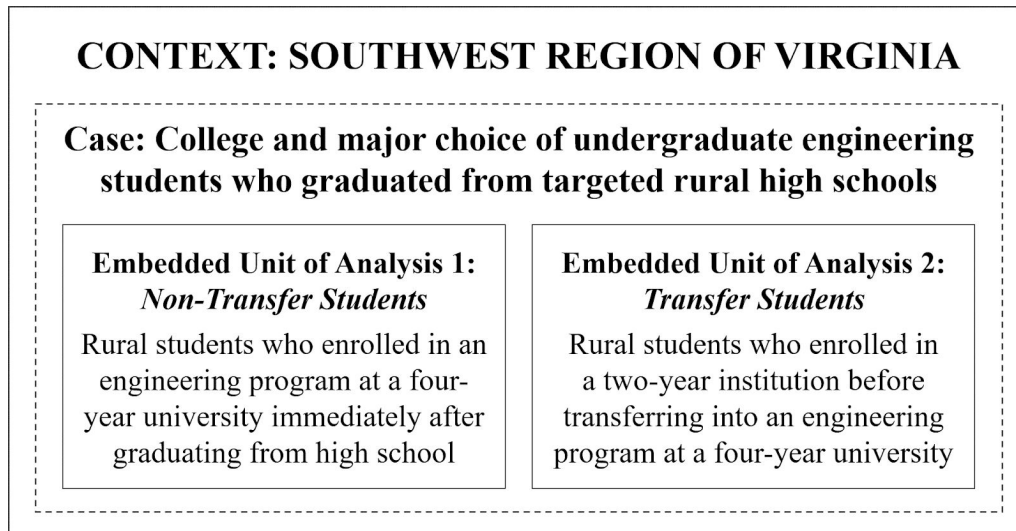 CONTEXT: SOUTHWEST REGION OF VIRGINIA
Case: College and major choice of undergraduate engineering
students who graduated from targeted rural high schools
Embedded Unit of Analysis 1:
Non-Transfer Students
Rural students who enrolled in an
engineering program at a four-
year university immediately after
graduating from high school
Embedded Unit of Analysis 2:
Transfer Students
Rural students who enrolled in
a two-year institution before
transferring into an engineering
program at a four-year university